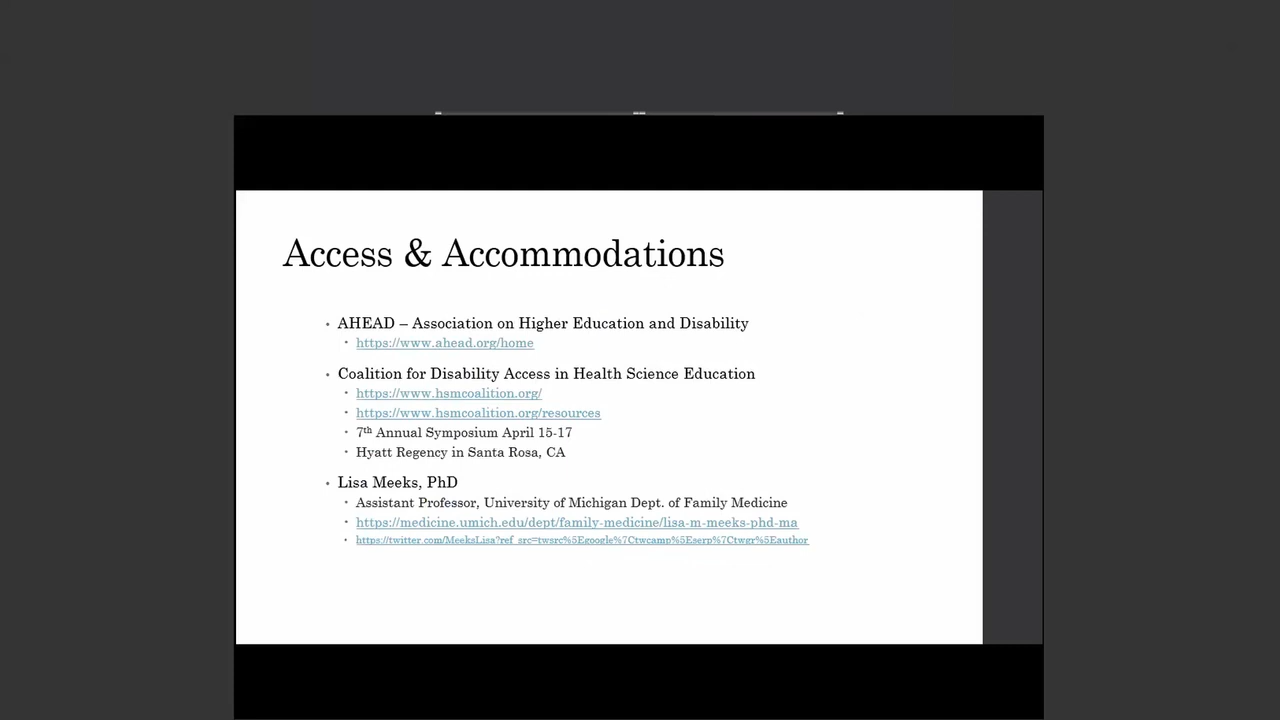 Access & Accommodations
• AHEAD – Association on Higher Education and Disability
• https://www.ahead.org/home
• Coalition for Disability Access in Health Science Education
• https://www.hsmcoalition.org/
• https://www.hsmcoalition.org/resources
• 7th Annual Symposium April 15-17
• Hyatt Regency in Santa Rosa, CA
• Lisa Meeks, PhD
• Assistant Professor, University of Michigan Dept. of Family Medicine
• https://medicine.umich.edu/dept/family-medicine/lisa-m-meeks-phd-ma
• https://twitter.com/MeeksLisa?ref_src=twsrc%5Egoogle%7Ctwcamp%5Eserp%7Ctwgr%5Eauthor